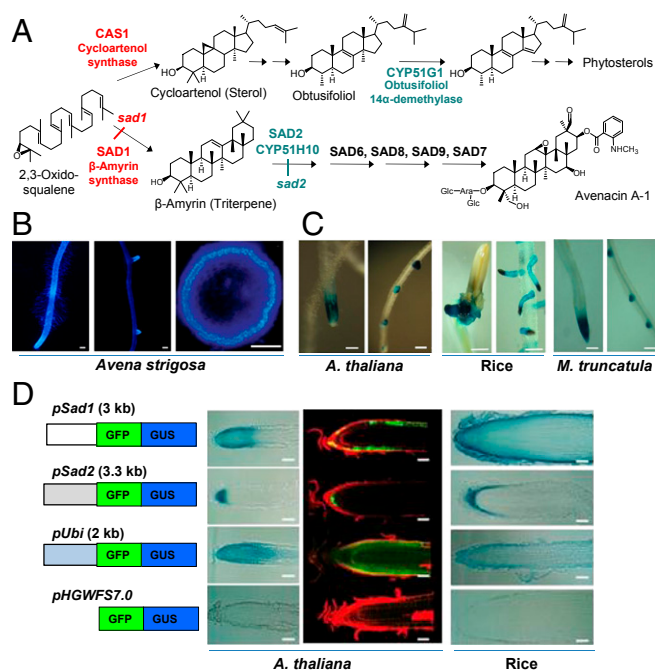 A
CAS1
Cycloartenol
synthase
HO
H
Cycloartenol (Sterol)
HO
H
Obtusifoliol
CYP51G1
Obtusifoliol
14α-demethylase
HO
H
Phytosterols
O
2,3-Oxido-
squalene
sad1
SAD1
β-Amyrin
synthase
HO
H
H
β-Amyrin (Triterpene)
SAD2
CYP51H10
sad2
SAD6, SAD8, SAD9, SAD7
O
O
O
O
NHCH₃
OH
Glc-Ara
O
Glc
H
OH
Avenacin A-1
B
Avena strigosa
C
A. thaliana
Rice
M. truncatula
D
pSad1 (3 kb)
GFP GUS
pSad2 (3.3 kb)
GFP GUS
pUbi (2 kb)
GFP GUS
pHGWFS7.0
GFP GUS
A. thaliana
Rice